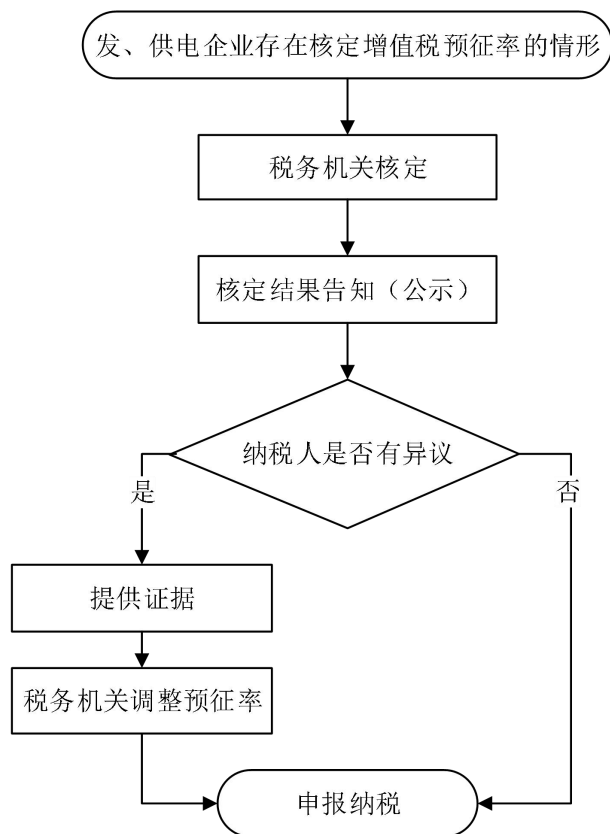 发、供电企业存在核定增值税预征率的情形
税务机关核定
核定结果告知（公示）
纳税人是否有异议
是
否
提供证据
税务机关调整预征率
申报纳税